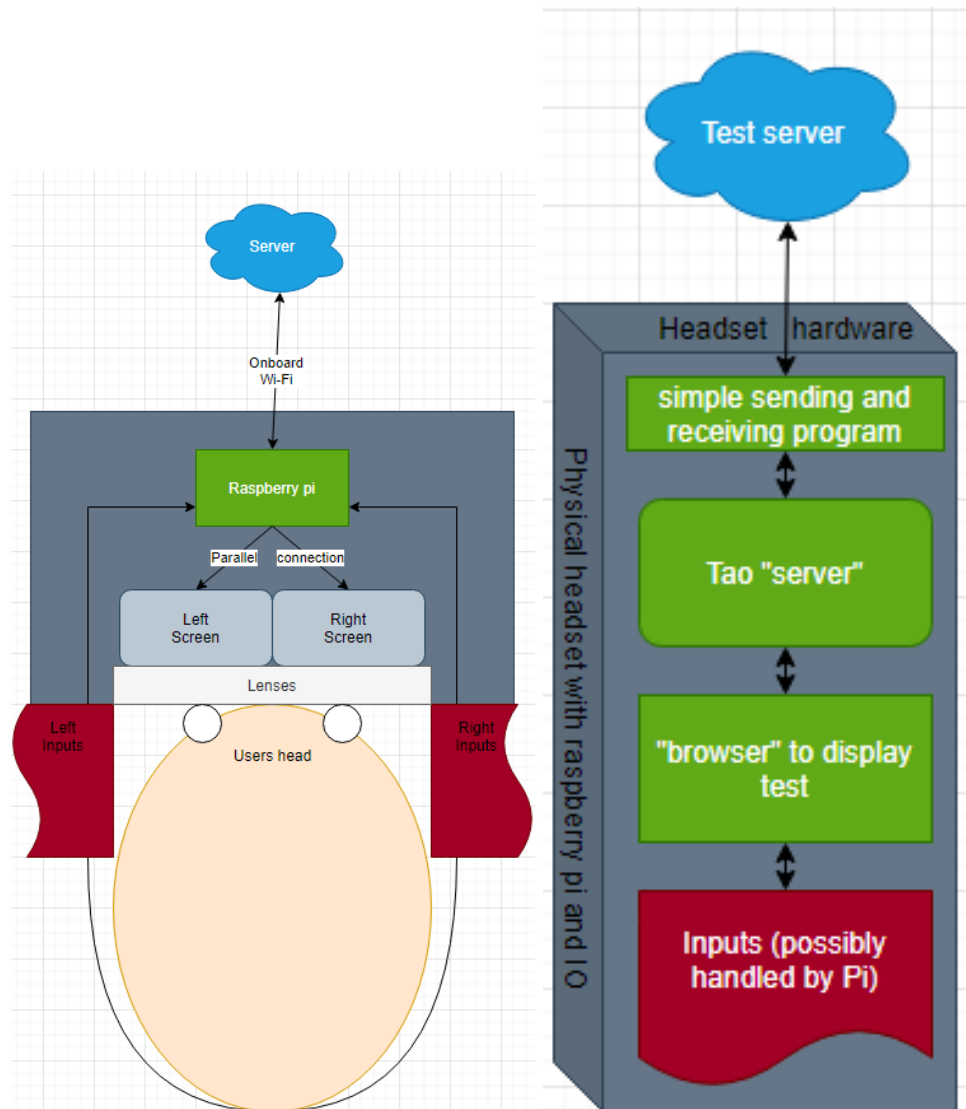 Server
Onboard
Wi-Fi
Raspberry pi
Parallel
connection
Left
Screen
Right
Screen
Lenses
Left
Inputs
Right
Inputs
Users head
Test server
Headset hardware
Physical headset with raspberry pi and IO
simple sending and
receiving program
Tao "server"
"browser" to display
test
Inputs (possibly
handled by Pi)